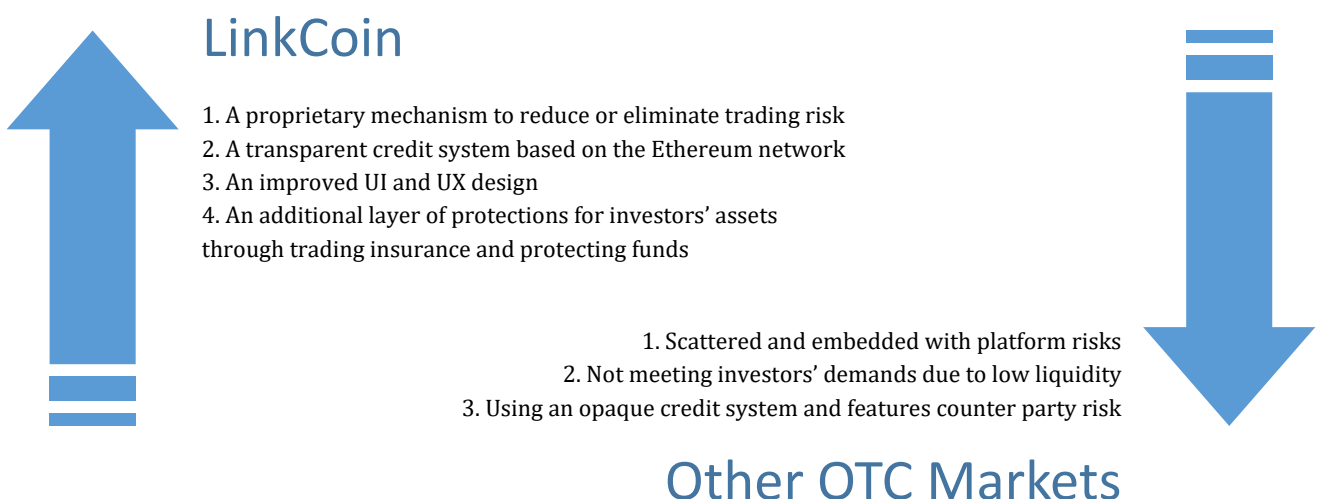 LinkCoin
1. A proprietary mechanism to reduce or eliminate trading risk
2. A transparent credit system based on the Ethereum network
3. An improved UI and UX design
4. An additional layer of protections for investors’ assets
through trading insurance and protecting funds
1. Scattered and embedded with platform risks
2. Not meeting investors’ demands due to low liquidity
3. Using an opaque credit system and features counter party risk
Other OTC Markets